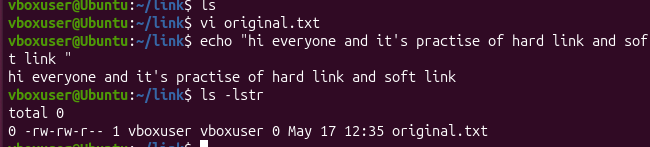 vboxuser@Ubuntu:~/link$ ls
vboxuser@Ubuntu:~/link$ vi original.txt
vboxuser@Ubuntu:~/link$ echo "hi everyone and it's practise of hard link and sof
t link "
hi everyone and it's practise of hard link and soft link
vboxuser@Ubuntu:~/link$ ls -lstr
total 0
0 -rw-rw-r-- 1 vboxuser vboxuser 0 May 17 12:35 original.txt
vboxuser@Ubuntu:~/link$